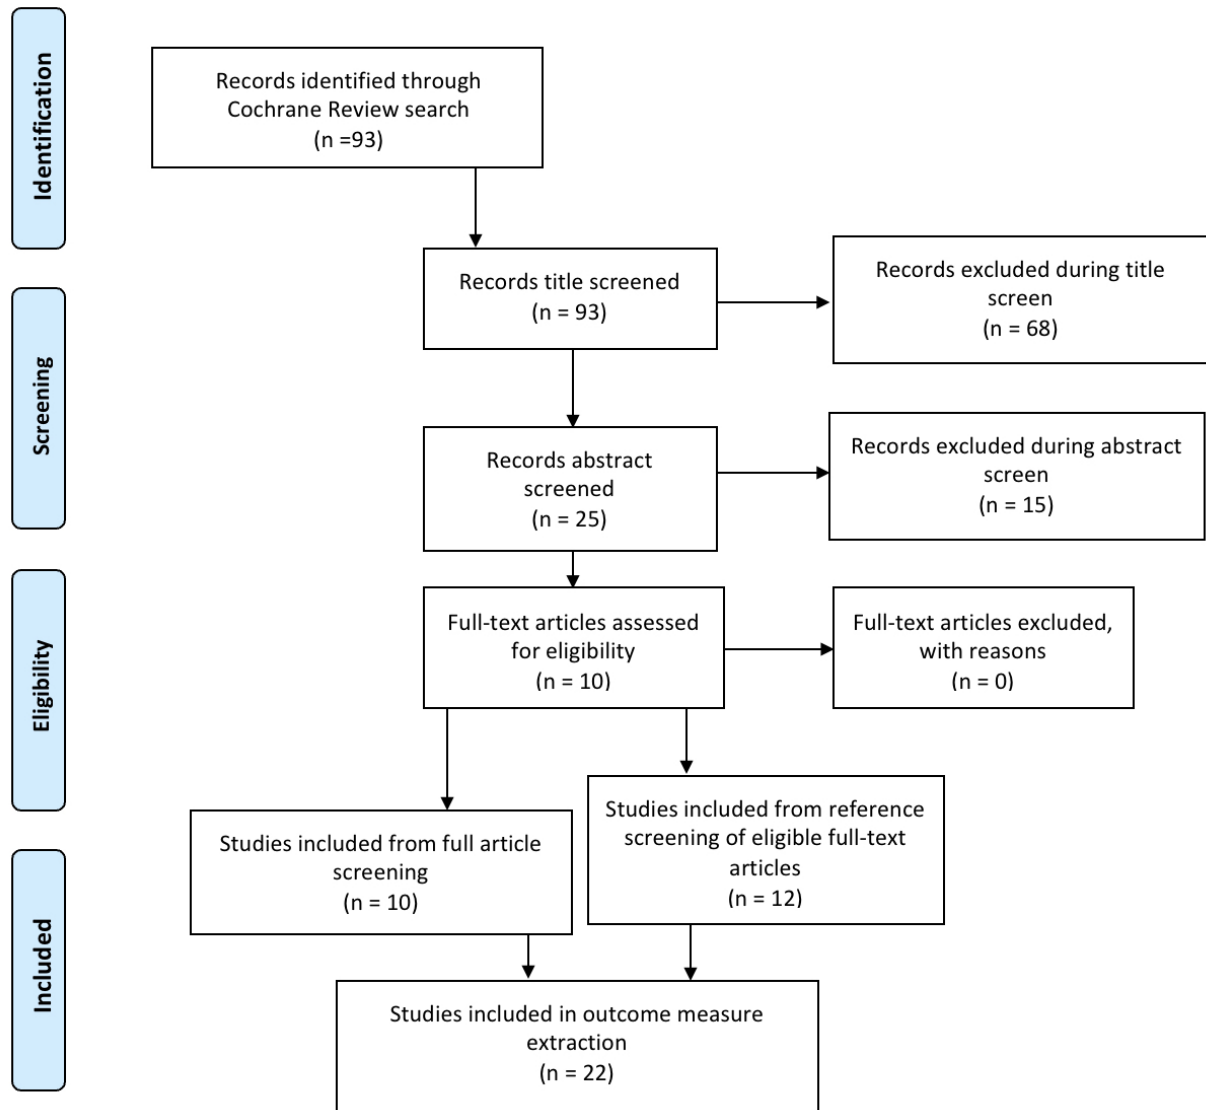 Identification
Records identified through
Cochrane Review search
(n =93)
Records title screened
(n = 93)
Records excluded during title
screen
(n = 68)
Screening
Records abstract
screened
(n = 25)
Records excluded during abstract
screen
(n = 15)
Eligibility
Full-text articles assessed
for eligibility
(n = 10)
Full-text articles excluded,
with reasons
(n = 0)
Studies included from full article
screening
(n = 10)
Studies included from reference
screening of eligible full-text
articles
(n = 12)
Included
Studies included in outcome measure
extraction
(n = 22)